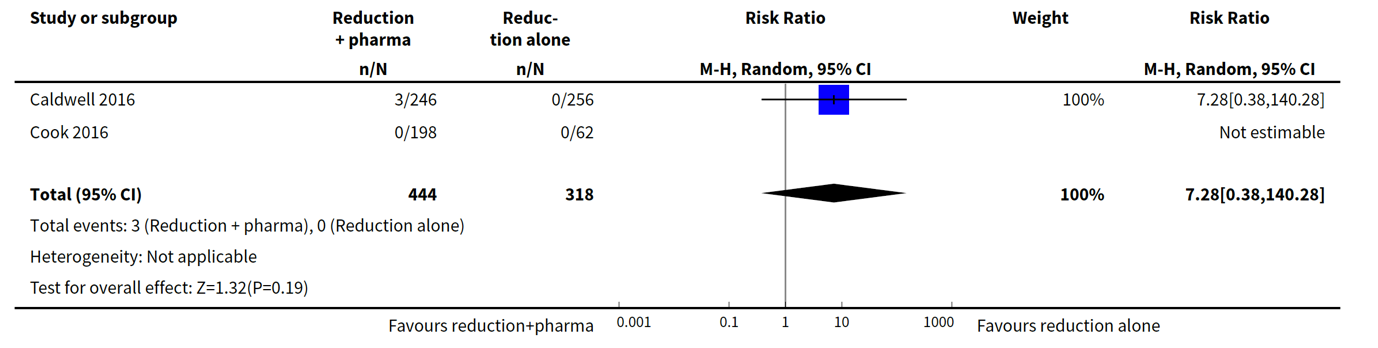 Study or subgroup Reduction + pharma Reduc-tion alone Risk Ratio Weight Risk Ratio
n/N n/N M-H, Random, 95% CI M-H, Random, 95% CI
Caldwell 2016 3/246 0/256 100% 7.28[0.38,140.28]
Cook 2016 0/198 0/62 Not estimable
Total (95% CI) 444 318 100% 7.28[0.38,140.28]
Total events: 3 (Reduction + pharma), 0 (Reduction alone)
Heterogeneity: Not applicable
Test for overall effect: Z=1.32(P=0.19)
Favours reduction+pharma 0.001 0.1 1 10 1000 Favours reduction alone